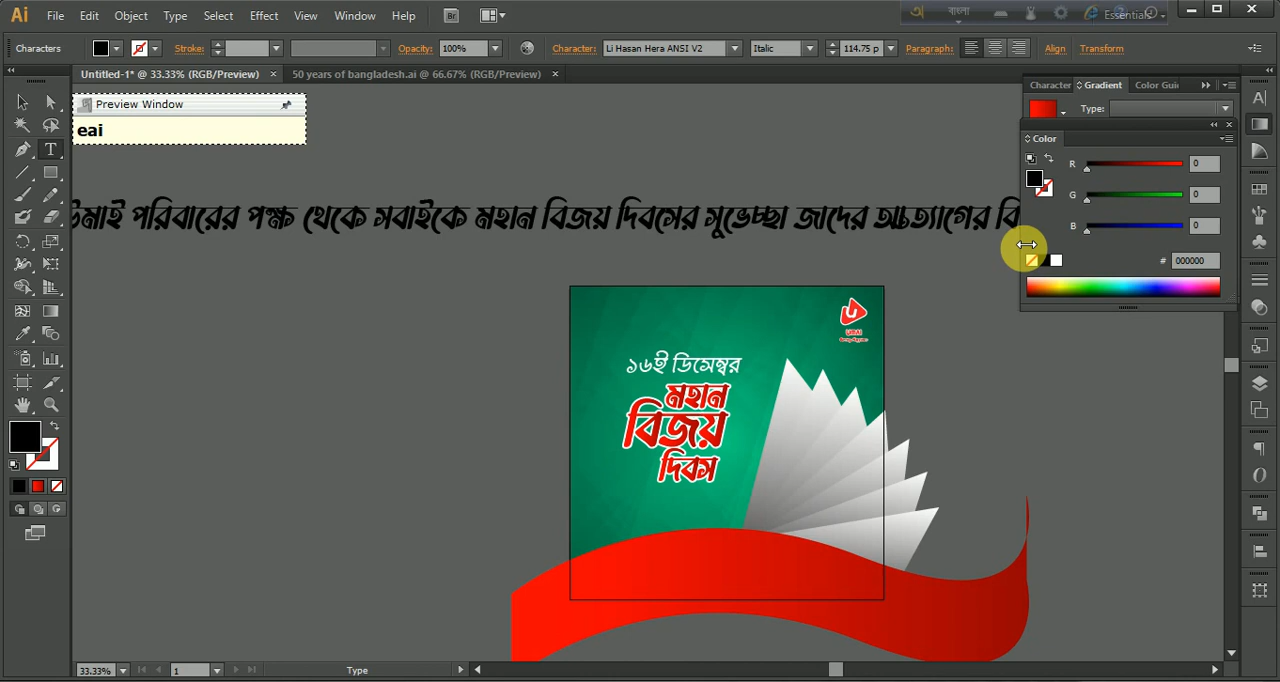 Ai File Edit Object Type Select Effect View Window Help Br বাংলা Essentials
Characters Stroke: Opacity: 100% Character: Li Hasan Hera ANSI V2 Italic 114.75 p Paragraph: Align Transform
Untitled-1* @ 33.33% (RGB/Preview) × 50 years of bangladesh.ai @ 66.67% (RGB/Preview) ×
Character Gradient Color Gui
Preview Window
Type:
eai
Color
R 0
G 0
B 0
# 000000
উমাই পরিবারের পক্ষ থেকে সবাইকে মহান বিজয় দিবসের সুভেচ্ছা জাদের আত্তত্যাগের বি
১৬ই ডিসেম্বর
মহান
বিজয়
দিবস
33.33% 1 Type